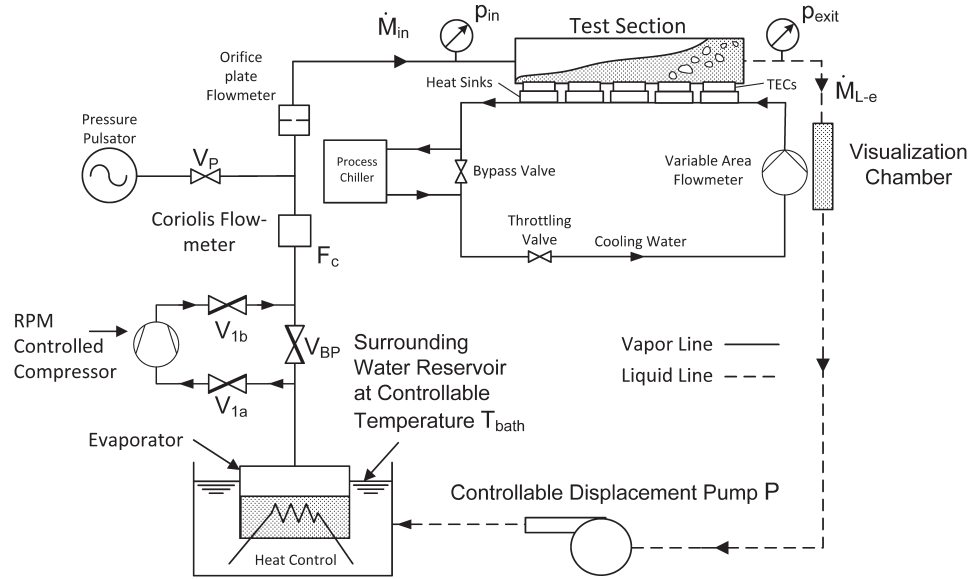 Ṁin
pin
Test Section
pexit
Orifice
plate
Flowmeter
Heat Sinks
TECs
ṀL-e
Pressure
Pulsator
VP
Process
Chiller
Bypass Valve
Variable Area
Flowmeter
Visualization
Chamber
Coriolis Flow-
meter
Fc
Throttling
Valve
Cooling Water
RPM
Controlled
Compressor
V1b
VBP
V1a
Surrounding
Water Reservoir
at Controllable
Temperature Tbath
Vapor Line
Liquid Line
Evaporator
Heat Control
Controllable Displacement Pump P